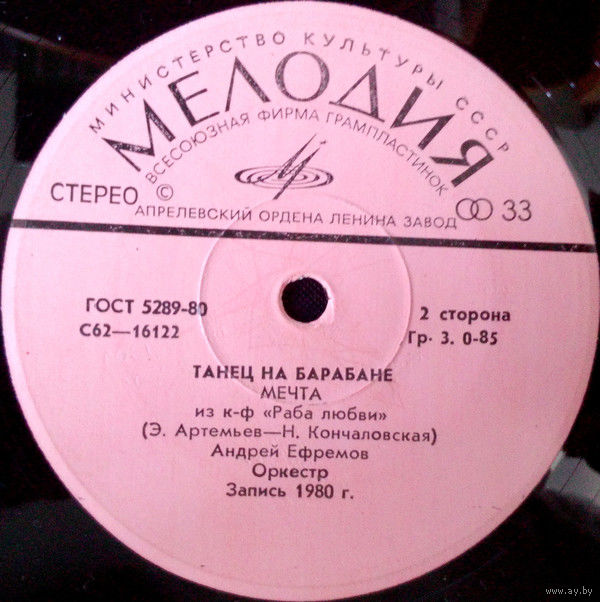 МИНИСТЕРСТВО КУЛЬТУРЫ СССР
МЕЛОДИЯ
ВСЕСОЮЗНАЯ ФИРМА ГРАМПЛАСТИНОК
СТЕРЕО ©
33
АПРЕЛЕВСКИЙ ОРДЕНА ЛЕНИНА ЗАВОД
ГОСТ 5289-80
2 сторона
С62—16122
Гр. 3. 0-85
ТАНЕЦ НА БАРАБАНЕ
МЕЧТА
из к-ф «Раба любви»
(Э. Артемьев—Н. Кончаловская)
Андрей Ефремов
Оркестр
Запись 1980 г.
www.ay.by